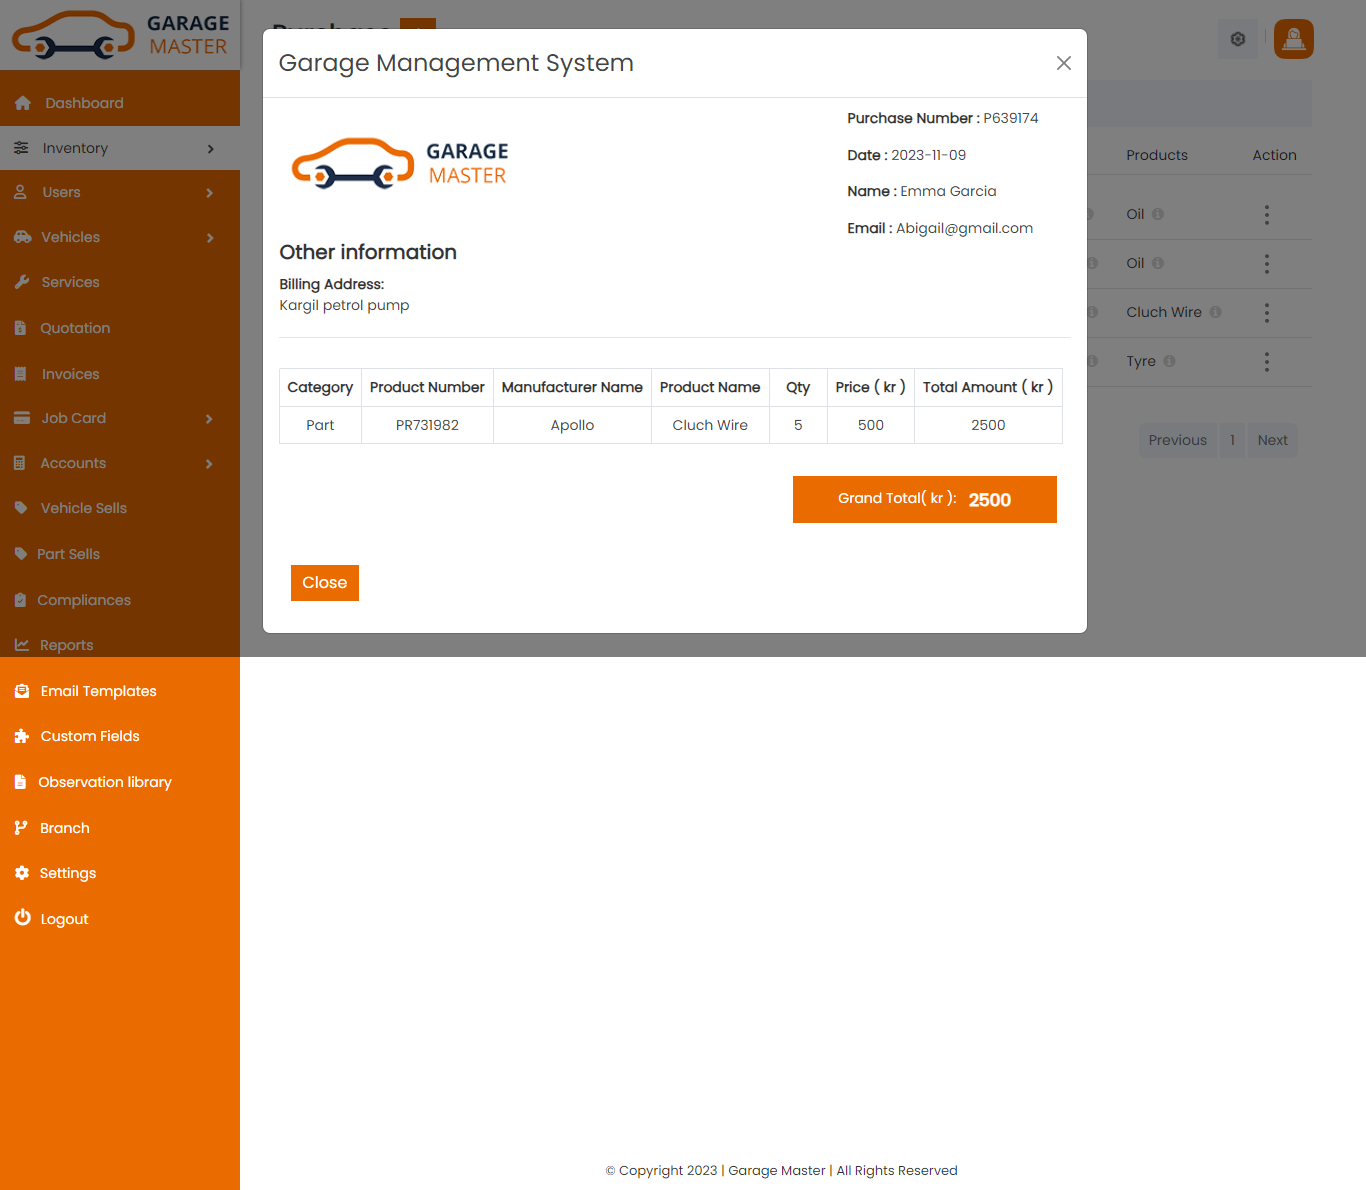 GARAGE
MASTER
Dashboard
Inventory
Users
Vehicles
Services
Quotation
Invoices
Job Card
Accounts
Vehicle Sells
Part Sells
Compliances
Reports
Email Templates
Custom Fields
Observation library
Branch
Settings
Logout
Purchase
Garage Management System
GARAGE
MASTER
Purchase Number : P639174
Date : 2023-11-09
Name : Emma Garcia
Email : Abigail@gmail.com
Other information
Billing Address:
Kargil petrol pump
Category Product Number Manufacturer Name Product Name Qty Price ( kr ) Total Amount ( kr )
Part PR731982 Apollo Cluch Wire 5 500 2500
Grand Total( kr ): 2500
Close
Products Action
Oil
Oil
Cluch Wire
Tyre
Previous 1 Next
© Copyright 2023 | Garage Master | All Rights Reserved